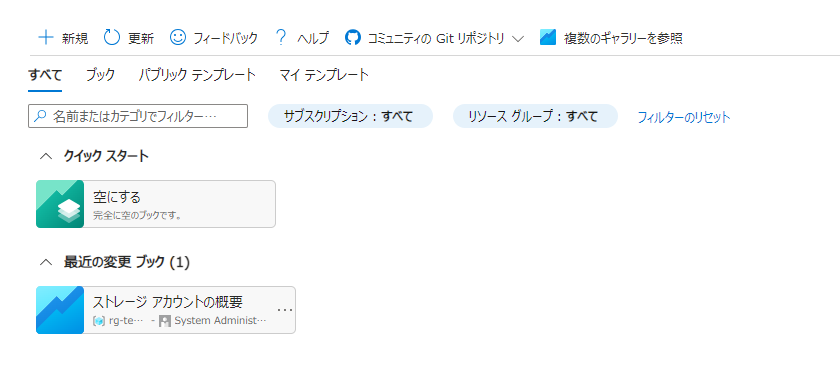 新規 更新 フィードバック ヘルプ コミュニティの Git リポジトリ 複数のギャラリーを参照
すべて ブック パブリック テンプレート マイ テンプレート
名前またはカテゴリでフィルター… サブスクリプション : すべて リソース グループ : すべて フィルターのリセット
クイック スタート
空にする
完全に空のブックです。
最近の変更 ブック (1)
ストレージ アカウントの概要
rg-te… - System Administ…